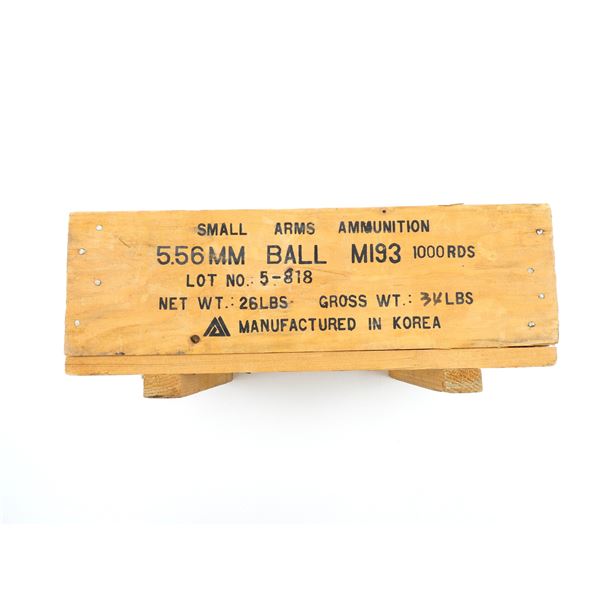 SMALL ARMS AMMUNITION
5.56MM BALL M193 1000RDS
LOT NO.: 5-818
NET WT.: 26LBS. GROSS WT.: 34LBS
MANUFACTURED IN KOREA